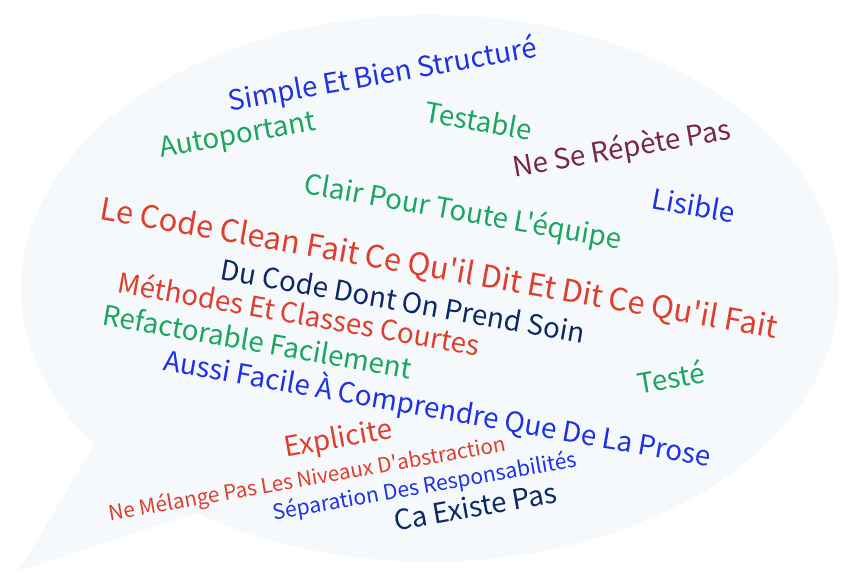 Simple Et Bien Structuré
Autoportant
Testable
Ne Se Répète Pas
Clair Pour Toute L'équipe
Lisible
Le Code Clean Fait Ce Qu'il Dit Et Dit Ce Qu'il Fait
Du Code Dont On Prend Soin
Méthodes Et Classes Courtes
Refactorable Facilement
Testé
Aussi Facile À Comprendre Que De La Prose
Explicite
Ne Mélange Pas Les Niveaux D'abstraction
Séparation Des Responsabilités
Ca Existe Pas